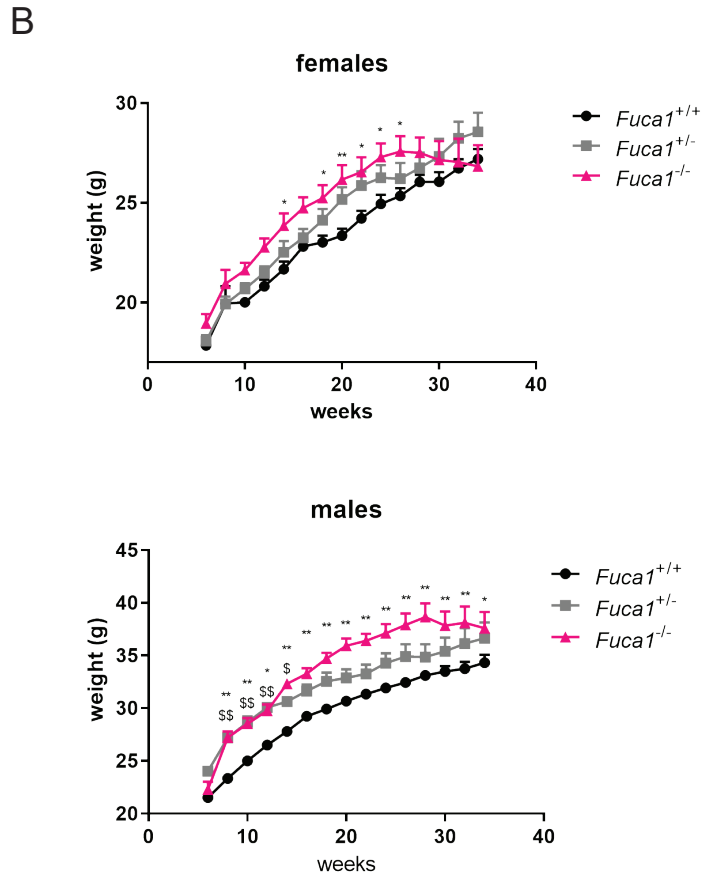 B
females
30
25
20
weight (g)
* * ** * * *
0 10 20 30 40
weeks
Fuca1+/+
Fuca1+/-
Fuca1-/-
males
45
40
35
30
25
20
weight (g)
** ** * ** ** ** ** ** ** ** ** ** ** *
$$ $$ $$ $
0 10 20 30 40
weeks
Fuca1+/+
Fuca1+/-
Fuca1-/-